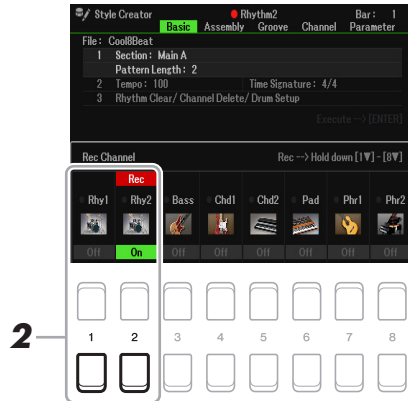 Style Creator Rhythm2 Bar : 1
Basic Assembly Groove Channel Parameter
File : Cool8Beat
1 Section : Main A
Pattern Length : 2
2 Tempo : 100 Time Signature : 4/4
3 Rhythm Clear/ Channel Delete/ Drum Setup
Execute --> [ENTER]
Rec Channel Rec --> Hold down [1▼] - [8▼]
Rec
Rhy1 Rhy2 Bass Chd1 Chd2 Pad Phr1 Phr2
Off On Off Off Off Off Off Off
2
1 2 3 4 5 6 7 8